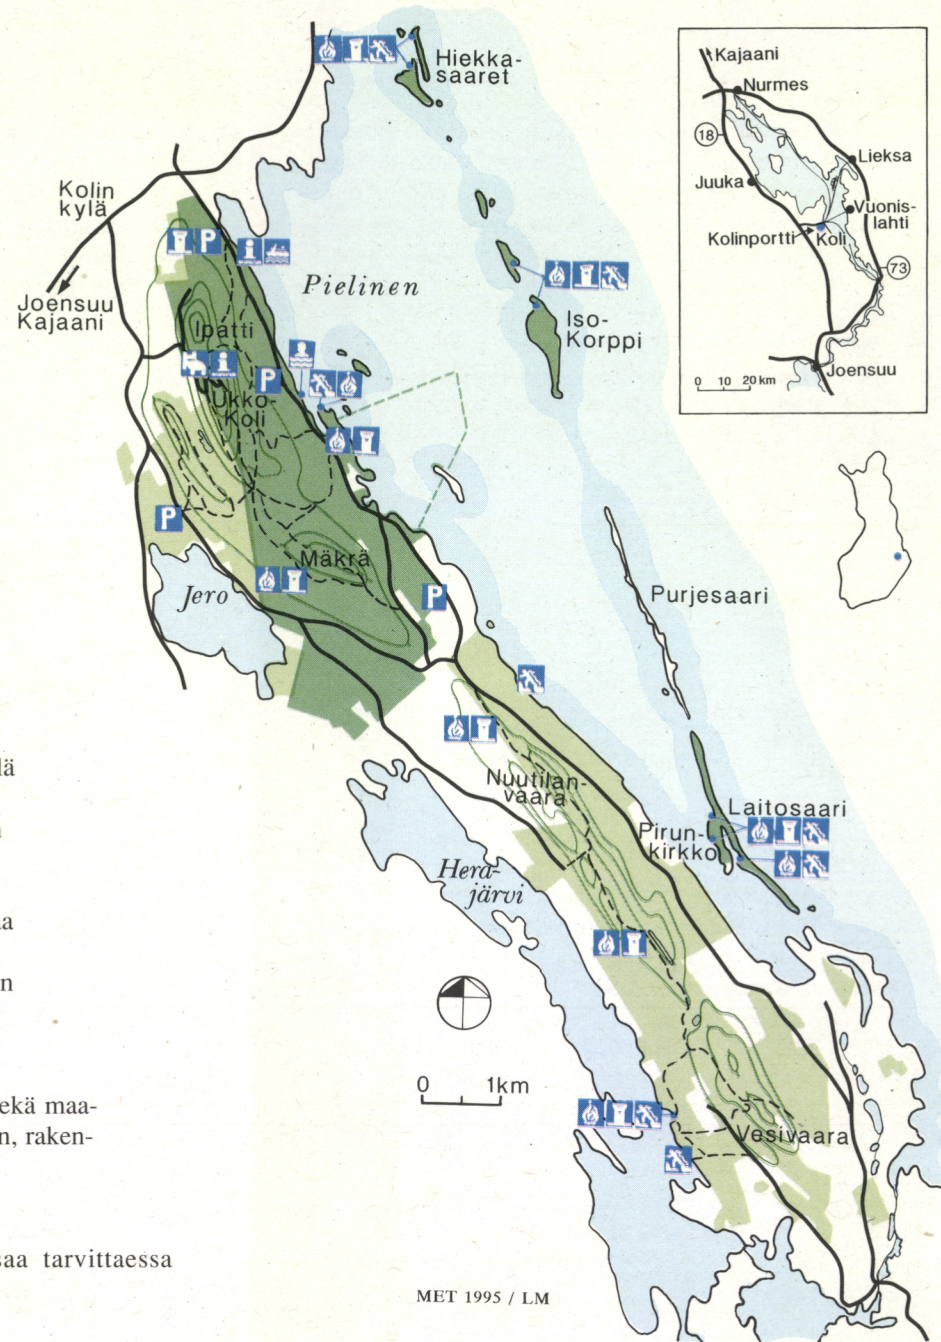 Hiekka-
saaret
Kolin
kylä
Joensuu
Kajaani
Pielinen
P
i
Ipatti
i
P
Ukko-
Koli
Iso-
Korppi
P
Mäkrä
P
Jero
Purjesaari
Nuutilan-
vaara
Laitosaari
Pirun-
kirkko
Hera-
järvi
0 1km
Vesivaara
MET 1995 / LM
Kajaani
Nurmes
18
Lieksa
Juuka
Vuonis-
lahti
Kolinportti
Koli
73
Joensuu
0 10 20 km
ekä maa-
n, raken-
saa tarvittaessa